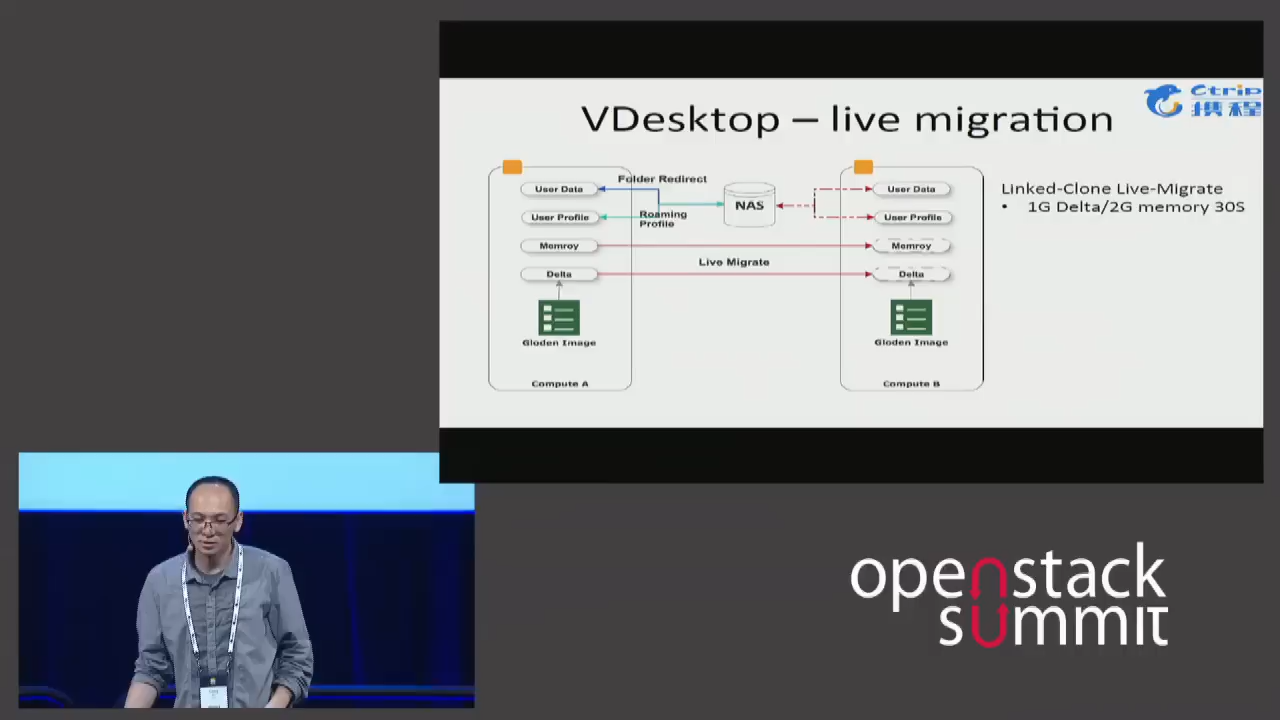 Ctrip
携程
VDesktop – live migration
User Data
User Profile
Memroy
Delta
Gloden Image
Compute A
Folder Redirect
Roaming
Profile
NAS
Live Migrate
User Data
User Profile
Memroy
Delta
Gloden Image
Compute B
Linked-Clone Live-Migrate
• 1G Delta/2G memory 30S
openstack
summit